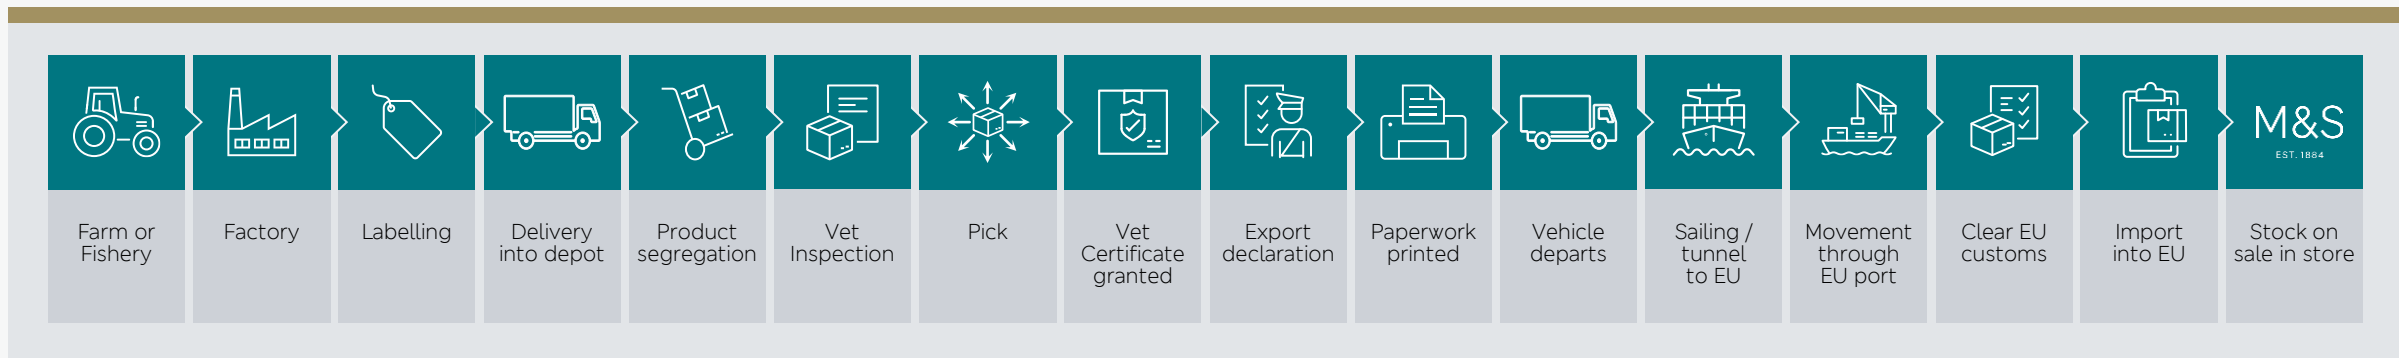 M&S
EST. 1884
Farm or
Fishery
Factory
Labelling
Delivery
into depot
Product
segregation
Vet
Inspection
Pick
Vet
Certificate
granted
Export
declaration
Paperwork
printed
Vehicle
departs
Sailing /
tunnel
to EU
Movement
through
EU port
Clear EU
customs
Import
into EU
Stock on
sale in store